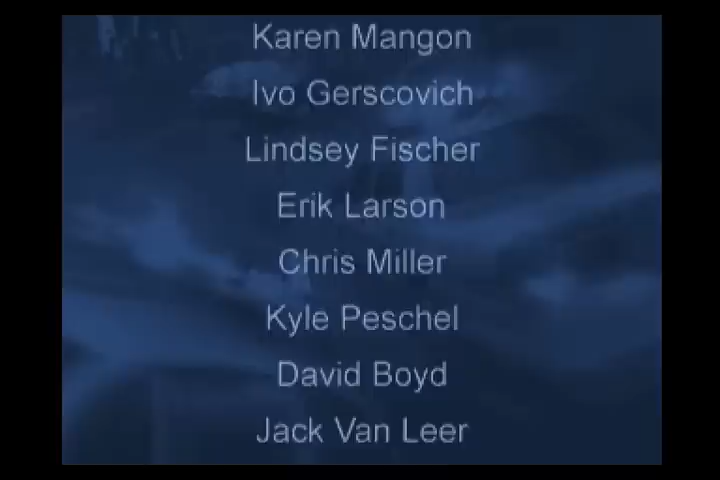 Karen Mangon
Ivo Gerscovich
Lindsey Fischer
Erik Larson
Chris Miller
Kyle Peschel
David Boyd
Jack Van Leer